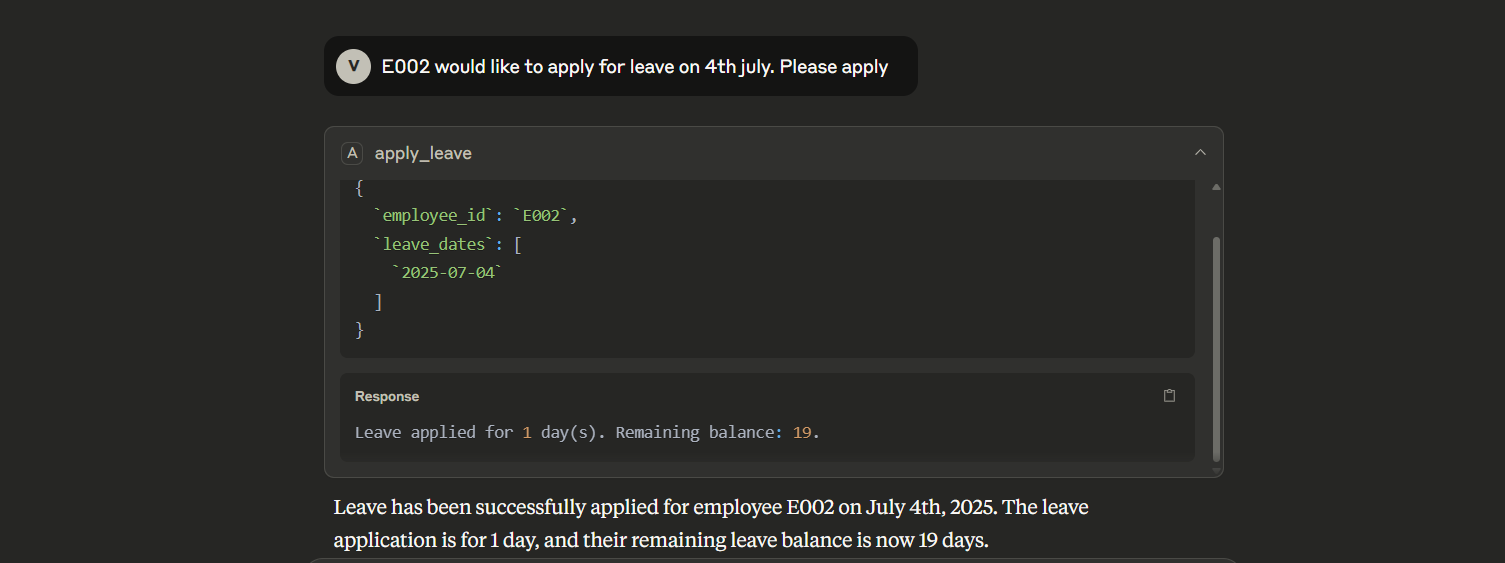 V E002 would like to apply for leave on 4th july. Please apply
A apply_leave
{
`employee_id`: `E002`,
`leave_dates`: [
`2025-07-04`
]
}
Response
Leave applied for 1 day(s). Remaining balance: 19.
Leave has been successfully applied for employee E002 on July 4th, 2025. The leave
application is for 1 day, and their remaining leave balance is now 19 days.